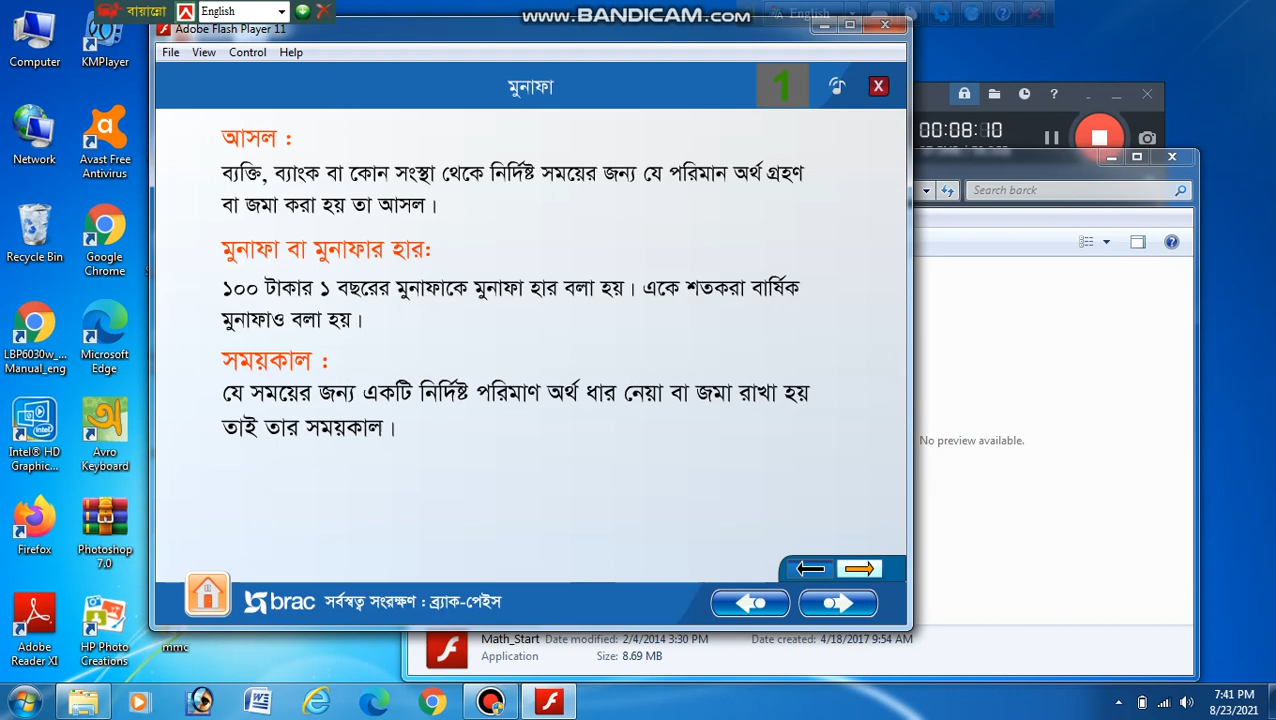 বায়ান্নো
English
www.BANDICAM.com
English
Adobe Flash Player 11
File View Control Help
মুনাফা
1
X
00:08:10
Search barck
আসল :
ব্যক্তি, ব্যাংক বা কোন সংস্থা থেকে নির্দিষ্ট সময়ের জন্য যে পরিমান অর্থ গ্রহণ
বা জমা করা হয় তা আসল।
মুনাফা বা মুনাফার হার:
১০০ টাকার ১ বছরের মুনাফাকে মুনাফা হার বলা হয়। একে শতকরা বার্ষিক
মুনাফাও বলা হয়।
সময়কাল :
যে সময়ের জন্য একটি নির্দিষ্ট পরিমাণ অর্থ ধার নেয়া বা জমা রাখা হয়
তাই তার সময়কাল।
No preview available.
brac সর্বস্বত্ব সংরক্ষণ : ব্র্যাক-পেইস
Math_Start Date modified: 2/4/2014 3:30 PM Date created: 4/18/2017 9:54 AM
Application Size: 8.69 MB
Computer
KMPlayer
Network
Avast Free
Antivirus
Recycle Bin
Google
Chrome
LBP6030w_...
Manual_eng
Microsoft
Edge
Intel® HD
Graphic...
অ
Avro
Keyboard
Firefox
Photoshop
7.0
Adobe
Reader XI
HP Photo
Creations
mmc
7:41 PM
8/23/2021